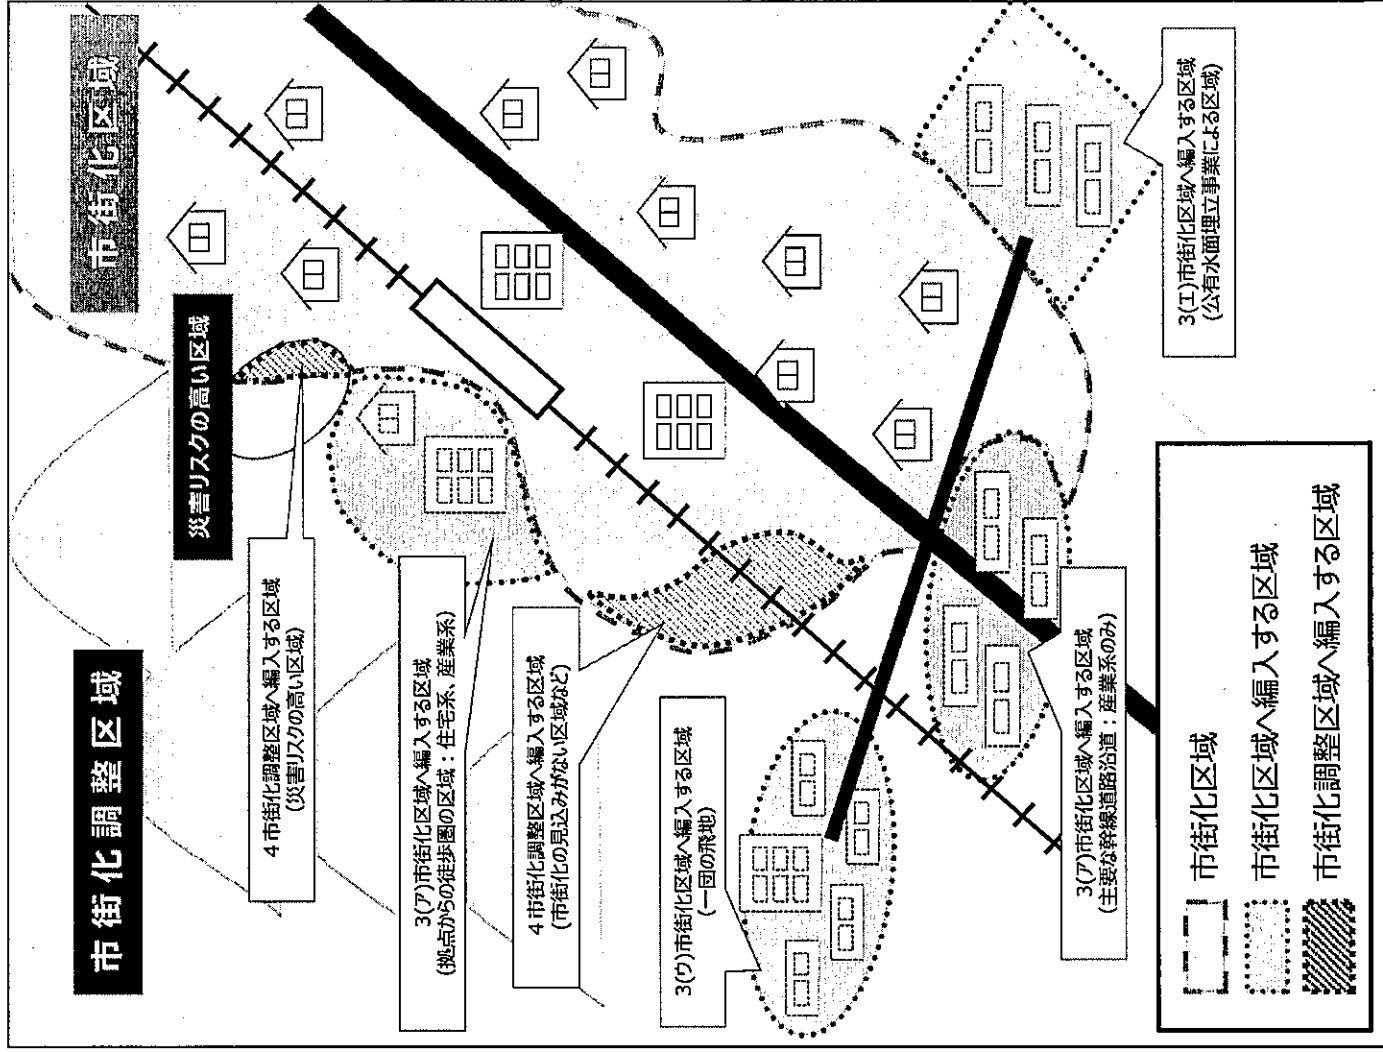 市街化調整区域
市街化区域
災害リスクの高い区域
4 市街化調整区域へ編入する区域
(災害リスクの高い区域)
3(ア)市街化区域へ編入する区域
(拠点からの徒歩圏の区域：住宅系、産業系)
4 市街化調整区域へ編入する区域
(市街化の見込みがない区域など)
3(ウ)市街化区域へ編入する区域
(一団の飛地)
3(ア)市街化区域へ編入する区域
(主要な幹線道路沿道；産業系のみ)
3(エ)市街化区域へ編入する区域
(公有水面埋立事業による区域)
市街化区域
市街化区域へ編入する区域
市街化調整区域へ編入する区域